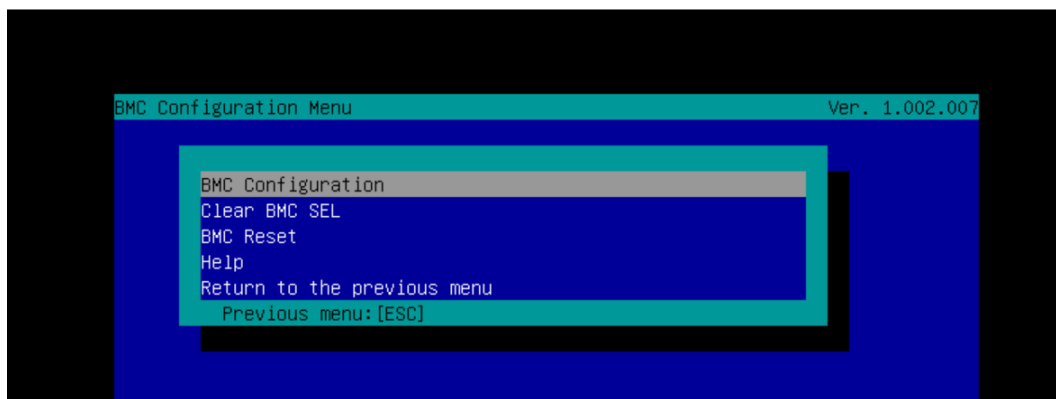 BMC Configuration Menu Ver. 1.002.007
BMC Configuration
Clear BMC SEL
BMC Reset
Help
Return to the previous menu
Previous menu:[ESC]